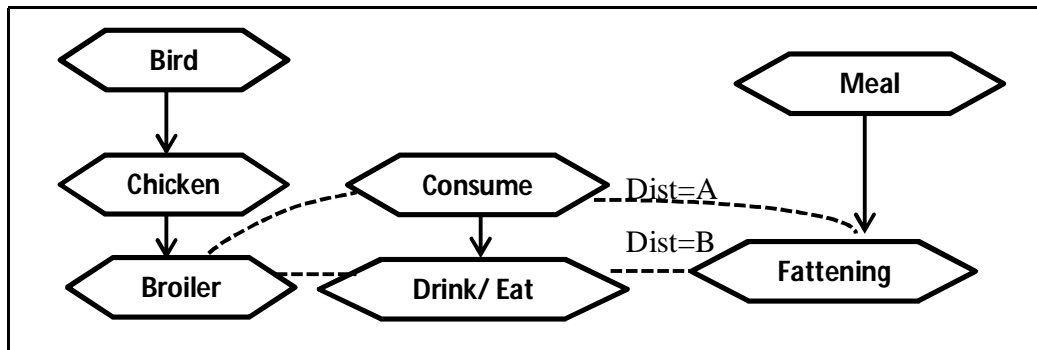 Bird
Meal
Chicken
Consume
Dist=A
Dist=B
Broiler
Drink/ Eat
Fattening